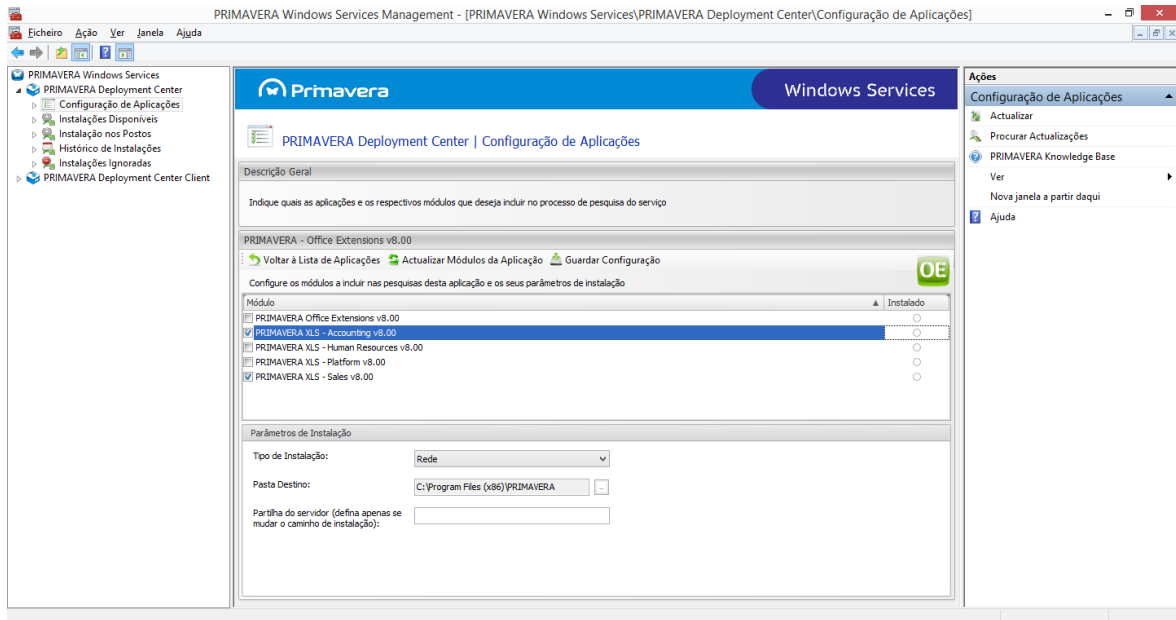 PRIMAVERA Windows Services Management - [PRIMAVERA Windows Services\PRIMAVERA Deployment Center\Configuração de Aplicações]
Ficheiro Ação Ver Janela Ajuda
PRIMAVERA Windows Services
PRIMAVERA Deployment Center
Configuração de Aplicações
Instalações Disponíveis
Instalação nos Postos
Histórico de Instalações
Instalações Ignoradas
PRIMAVERA Deployment Center Client
Primavera
Windows Services
PRIMAVERA Deployment Center | Configuração de Aplicações
Descrição Geral
Indique quais as aplicações e os respectivos módulos que deseja incluir no processo de pesquisa do serviço
PRIMAVERA - Office Extensions v8.00
Voltar à Lista de Aplicações Actualizar Módulos da Aplicação Guardar Configuração
OE
Configure os módulos a incluir nas pesquisas desta aplicação e os seus parâmetros de instalação
Módulo Instalado
PRIMAVERA Office Extensions v8.00
PRIMAVERA XLS - Accounting v8.00
PRIMAVERA XLS - Human Resources v8.00
PRIMAVERA XLS - Platform v8.00
PRIMAVERA XLS - Sales v8.00
Parâmetros de Instalação
Tipo de Instalação: Rede
Pasta Destino: C:\Program Files (x86)\PRIMAVERA ...
Partilha do servidor (defina apenas se
mudar o caminho de instalação):
Ações
Configuração de Aplicações
Actualizar
Procurar Actualizações
PRIMAVERA Knowledge Base
Ver
Nova janela a partir daqui
Ajuda